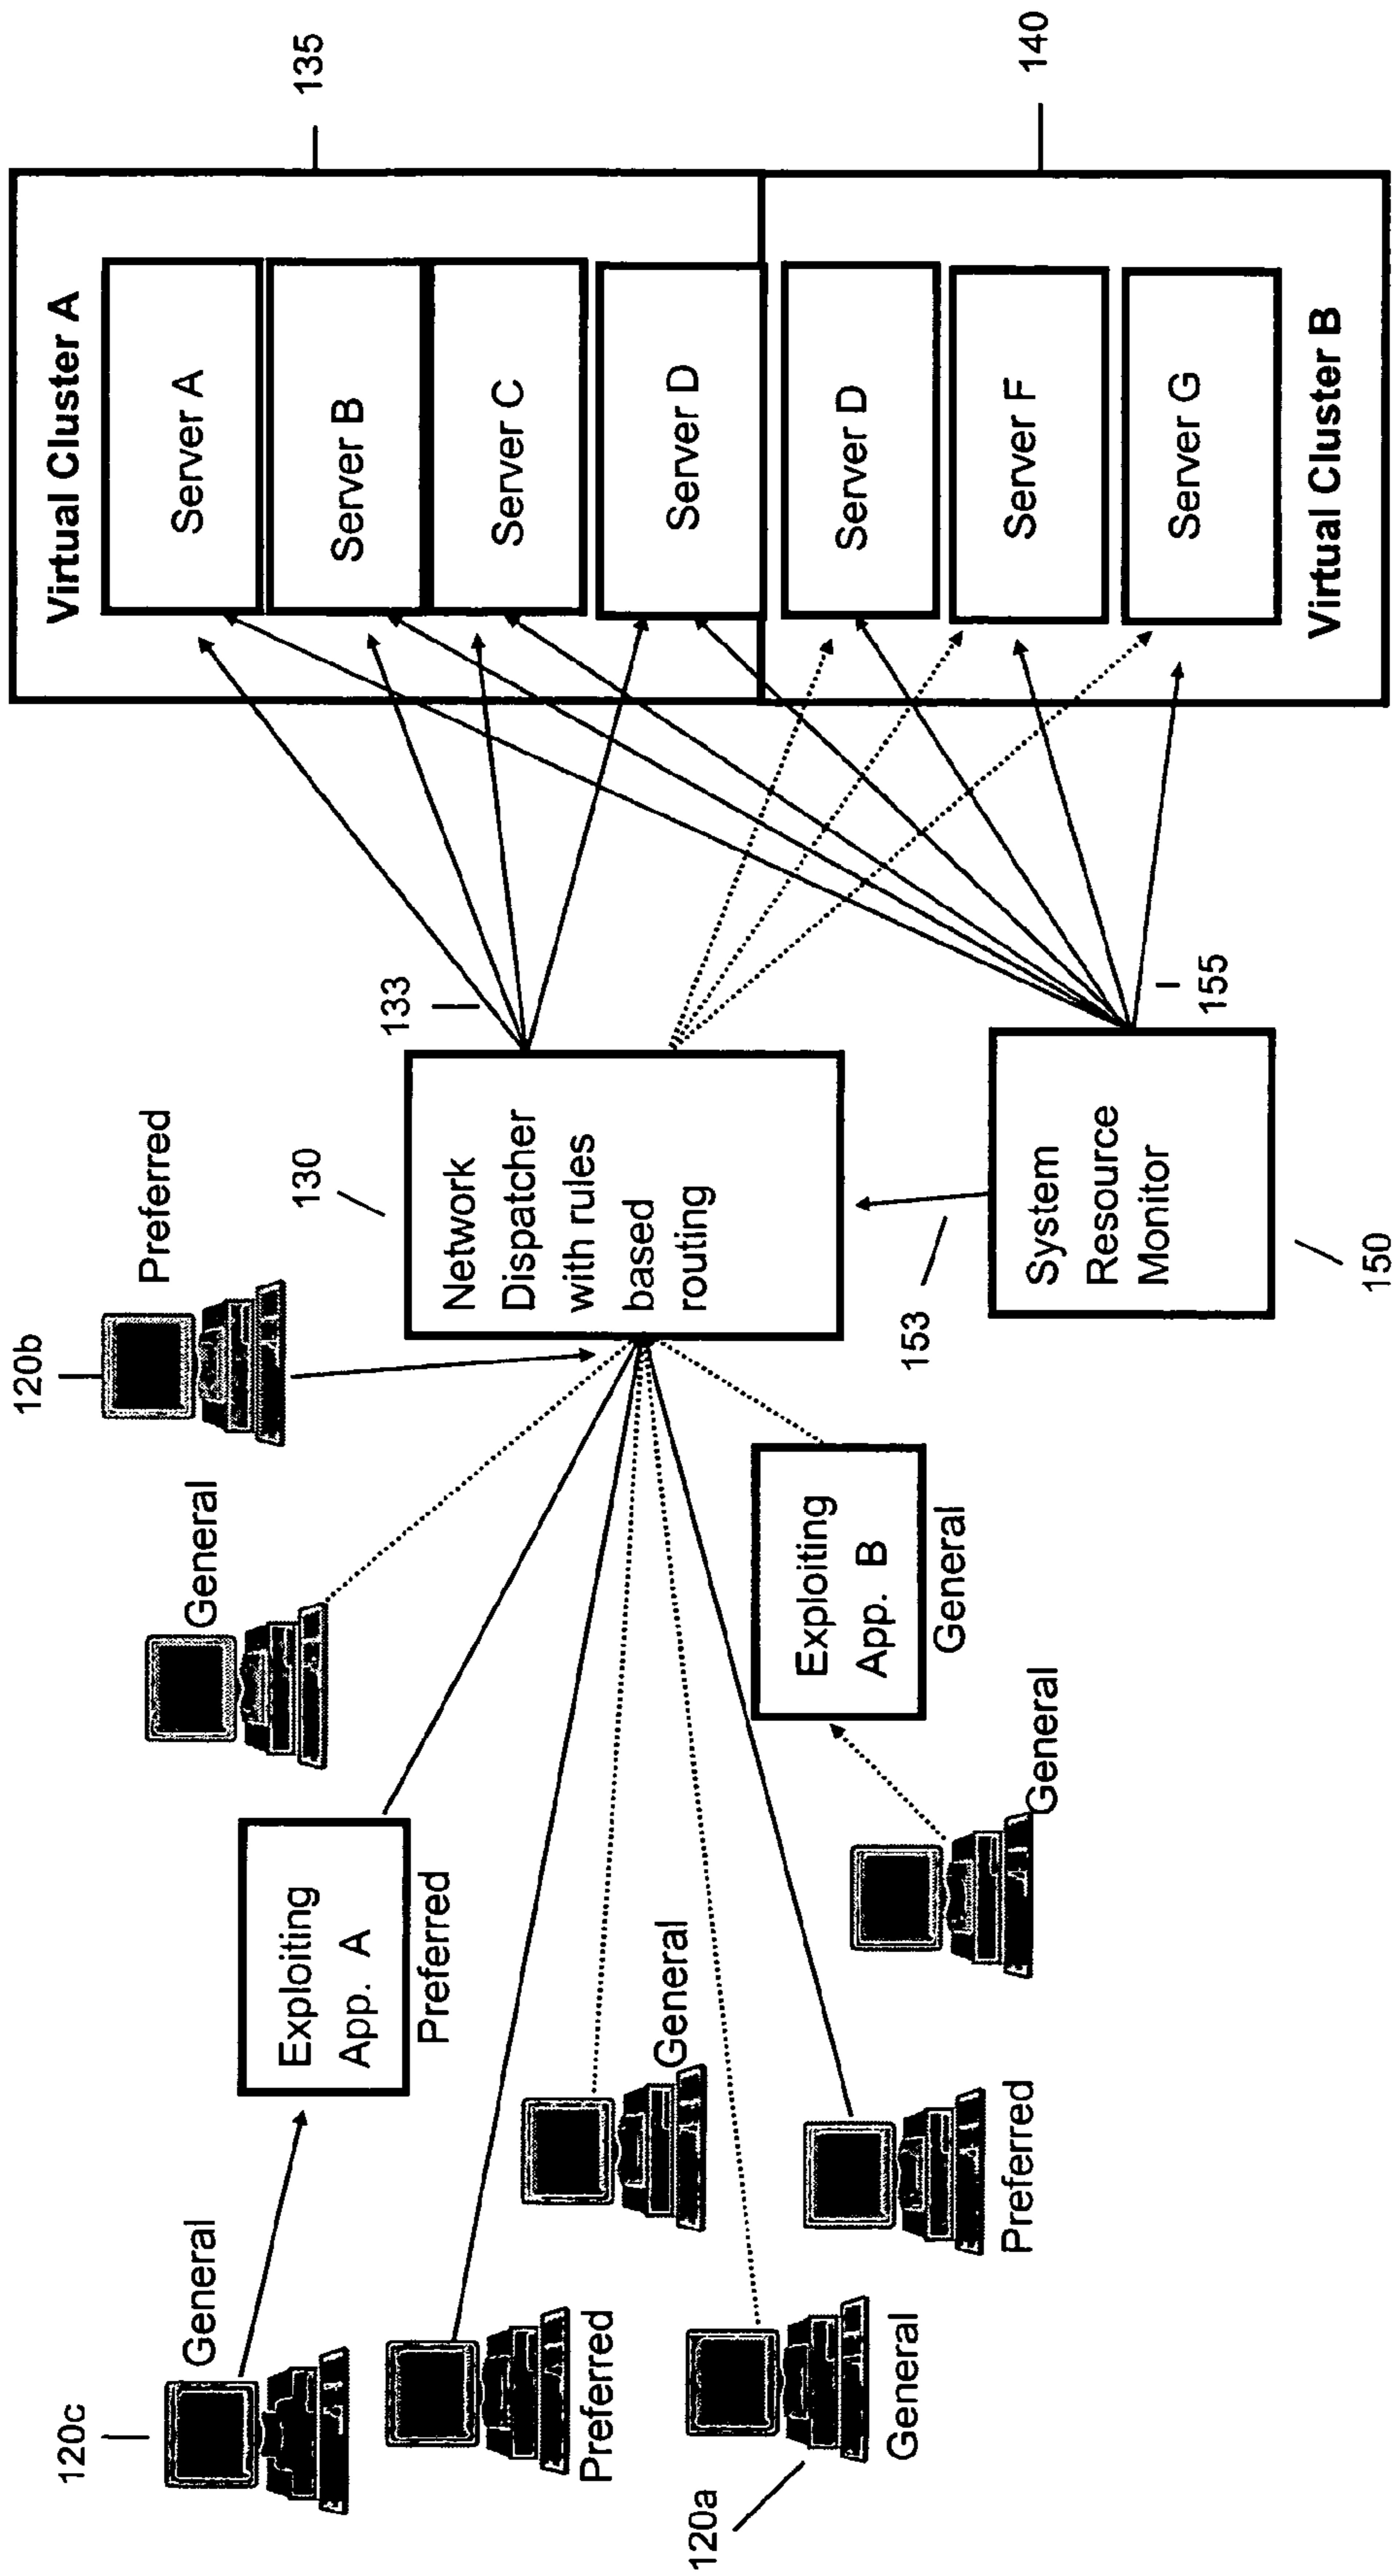 120c
General
Exploiting
App. A
Preferred
General
120b
Preferred
Preferred
General
120a
General
Preferred
General
Exploiting
App. B
General
130
Network
Dispatcher
with rules
based
routing
133
153
System
Resource
Monitor
150
155
Virtual Cluster A
Server A
Server B
Server C
Server D
135
Server D
Server F
Server G
Virtual Cluster B
140